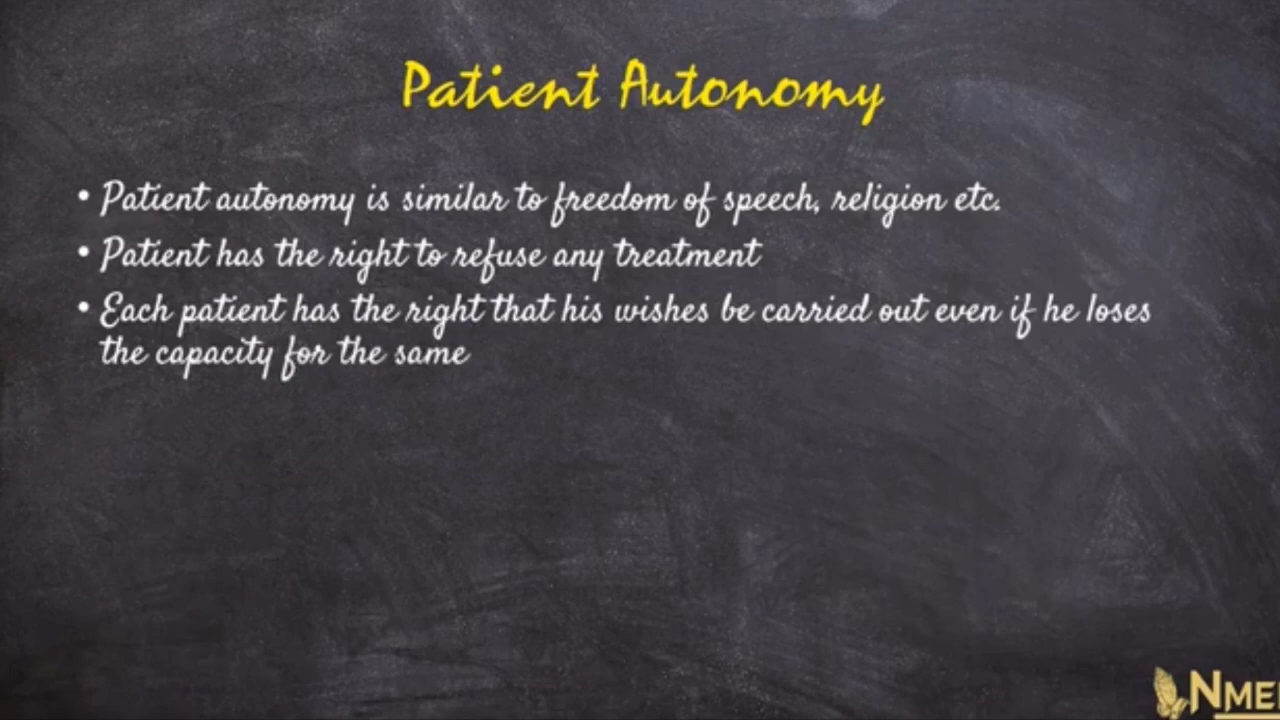 Patient Autonomy
• Patient autonomy is similar to freedom of speech, religion etc.
• Patient has the right to refuse any treatment
• Each patient has the right that his wishes be carried out even if he loses
the capacity for the same